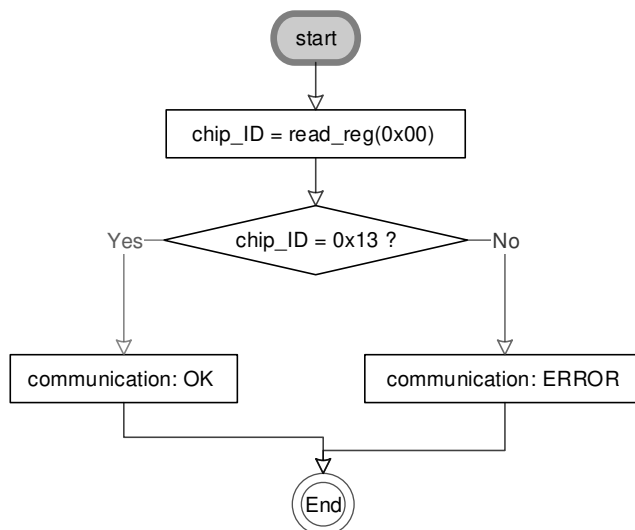 start
chip_ID = read_reg(0x00)
chip_ID = 0x13 ?
Yes
No
communication: OK
communication: ERROR
End